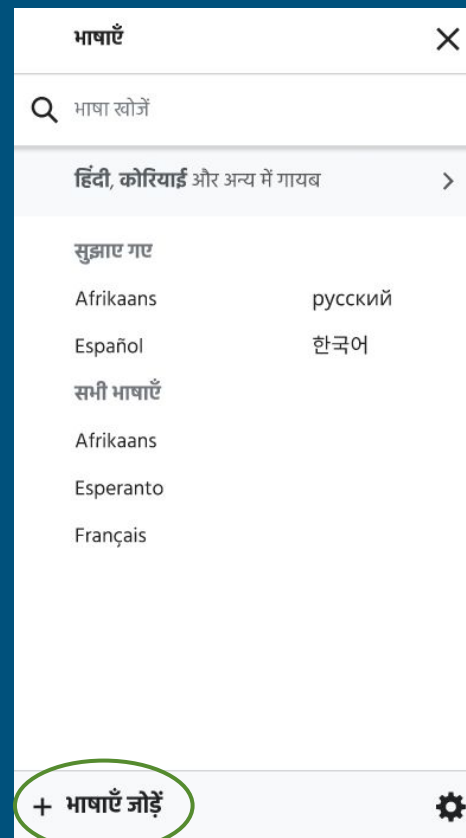 भाषाएँ
भाषा खोजें
हिंदी, कोरियाई और अन्य में गायब
सुझाए गए
Afrikaans русский
Español 한국어
सभी भाषाएँ
Afrikaans
Esperanto
Français
+ भाषाएँ जोड़ें